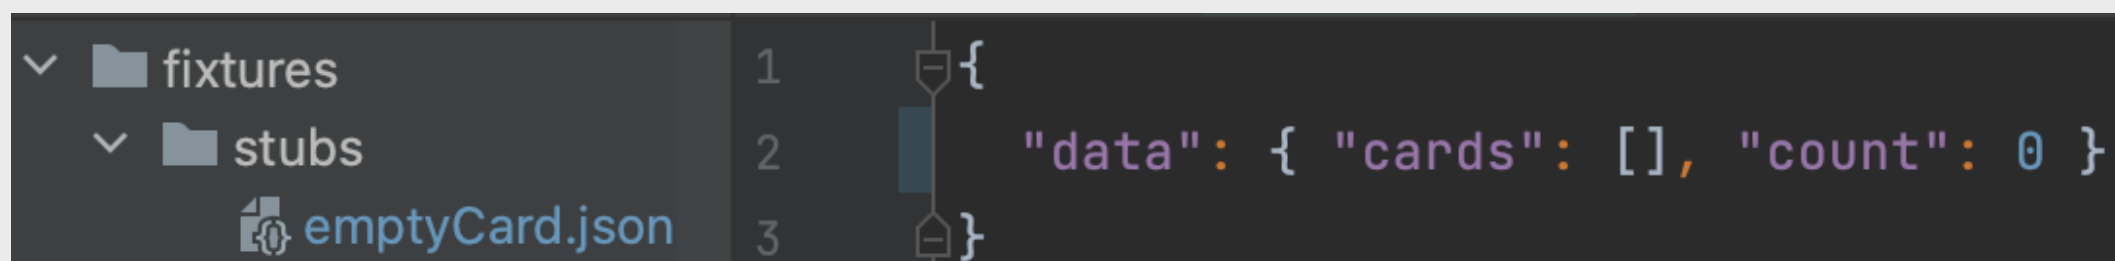 fixtures
stubs
emptyCard.json
1 {
2 "data": { "cards": [], "count": 0 }
3 }